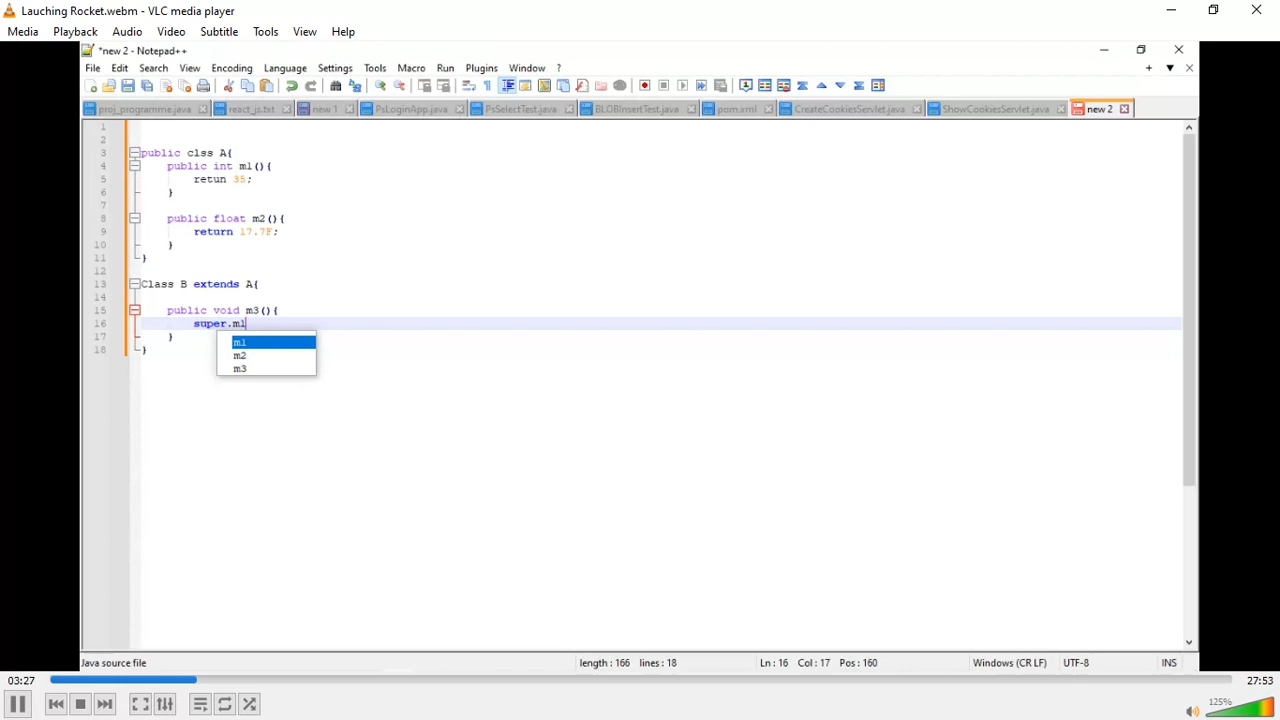 Lauching Rocket.webm - VLC media player
Media Playback Audio Video Subtitle Tools View Help
*new 2 - Notepad++
File Edit Search View Encoding Language Settings Tools Macro Run Plugins Window ?
proj_programme.java react_js.txt new 1 PsLoginApp.java PsSelectTest.java BLOBInsertTest.java pom.xml CreateCookiesServlet.java ShowCookiesServlet.java new 2
1
2
3 public clss A{
4 public int m1(){
5 retun 35;
6 }
7
8 public float m2(){
9 return 17.7F;
10 }
11 }
12
13 Class B extends A{
14
15 public void m3(){
16 super.m1
17 }
18 }
m1
m2
m3
Java source file length : 166 lines : 18 Ln : 16 Col : 17 Pos : 160 Windows (CR LF) UTF-8 INS
03:27 27:53
125%